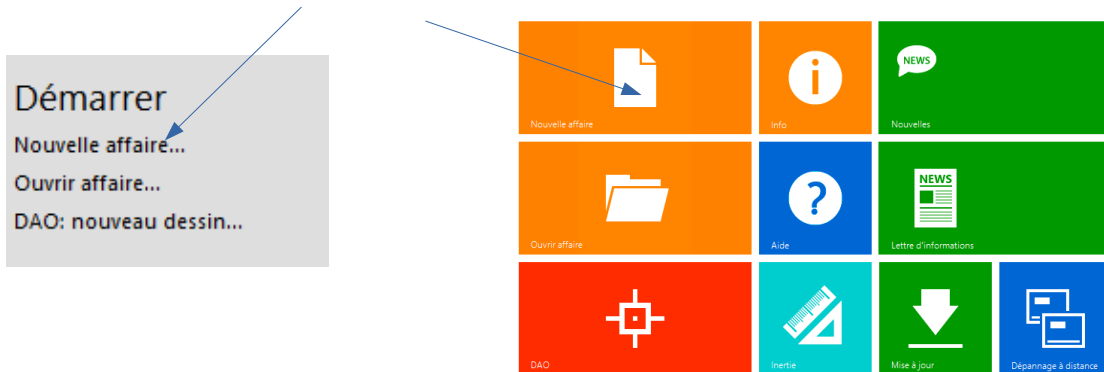 Démarrer
Nouvelle affaire...
Ouvrir affaire...
DAO: nouveau dessin...
NEWS
Nouvelle affaire
Info
Nouvelles
NEWS
Ouvrir affaire
Aide
Lettre d'informations
DAO
Inertie
Mise à jour
Dépannage à distance